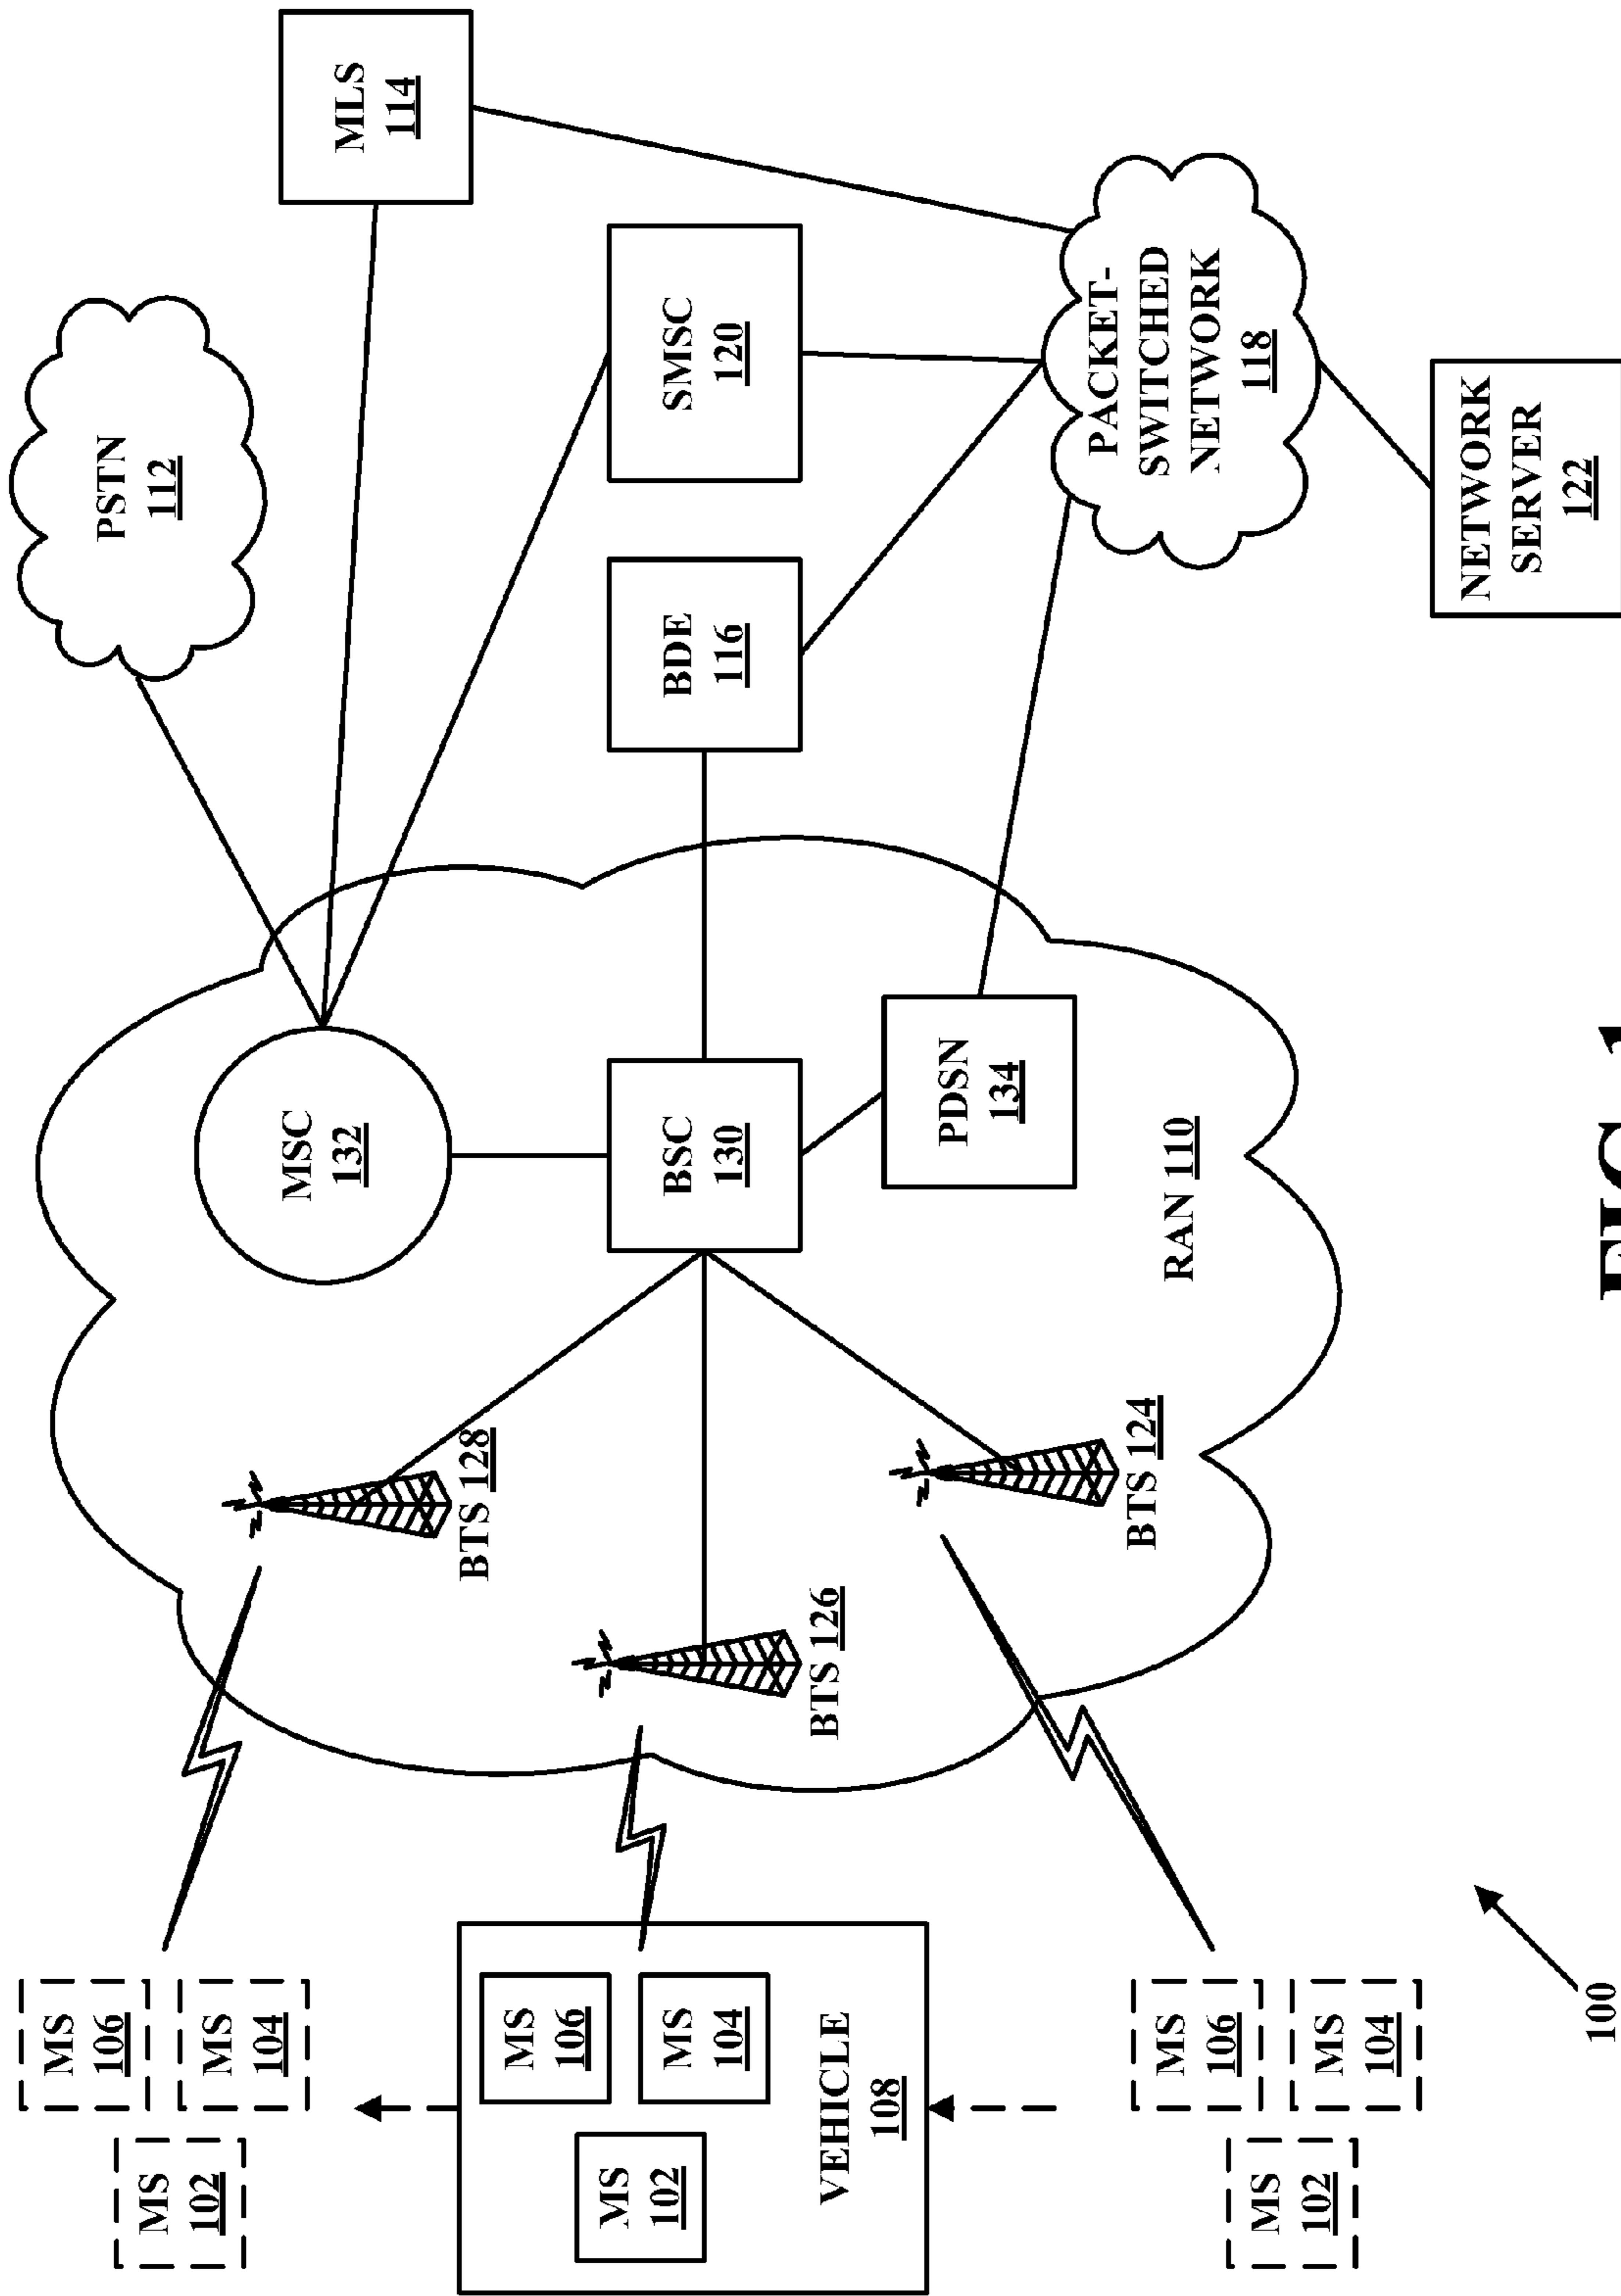 MS
106
MS
102
MS
104
MS
106
MS
102
MS
104
VEHICLE
108
MS
106
MS
102
MS
104
100
BTS 128
BTS 126
BTS 124
MSC
132
BSC
130
PDSN
134
RAN 110
PSTN
112
BDE
116
SMSC
120
MLS
114
PACKET-
SWITCHED
NETWORK
118
NETWORK
SERVER
122